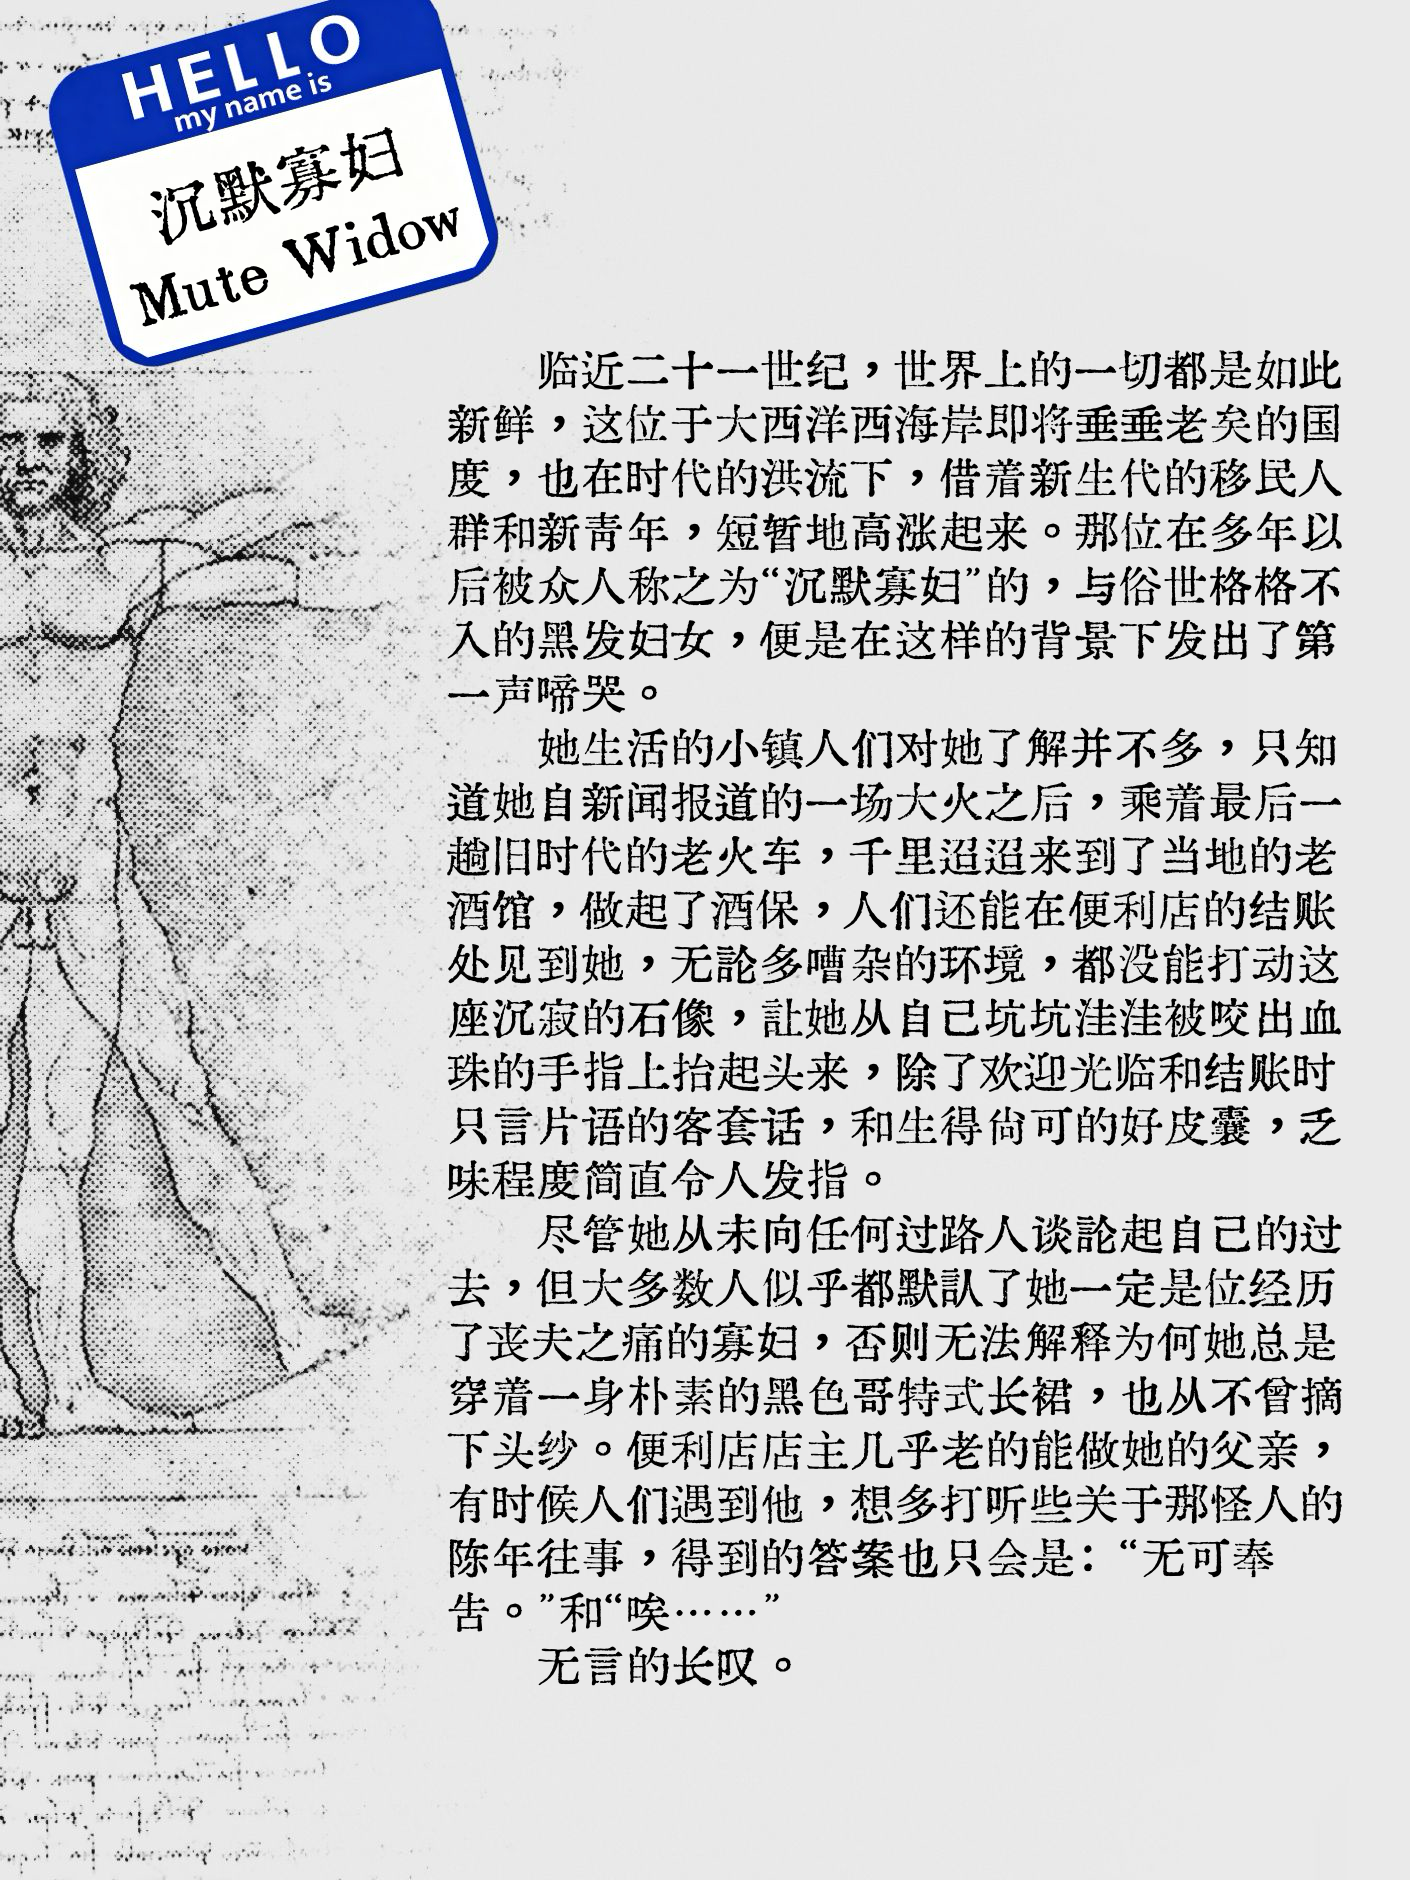 HELLO
my name is
沉默寡妇
Mute Widow
临近二十一世纪，世界上的一切都是如此
新鲜，这位于大西洋西海岸即将垂垂老矣的国
度，也在时代的洪流下，借着新生代的移民人
群和新青年，短暂地高涨起来。那位在多年以
后被众人称之为“沉默寡妇”的，与俗世格格不
入的黑发妇女，便是在这样的背景下发出了第
一声啼哭。
她生活的小镇人们对她了解并不多，只知
道她自新闻报道的一场大火之后，乘着最后一
趟旧时代的老火车，千里迢迢来到了当地的老
酒馆，做起了酒保，人们还能在便利店的结账
处见到她，无論多嘈杂的环境，都没能打动这
座沉寂的石像，讓她从自己坑坑洼洼被咬出血
珠的手指上抬起头来，除了欢迎光临和结账时
只言片语的客套话，和生得尚可的好皮囊，乏
味程度简直令人发指。
尽管她从未向任何过路人谈論起自己的过
去，但大多数人似乎都默認了她一定是位经历
了丧夫之痛的寡妇，否则无法解释为何她总是
穿着一身朴素的黑色哥特式长裙，也从不曾摘
下头纱。便利店店主几乎老的能做她的父亲，
有时候人们遇到他，想多打听些关于那怪人的
陈年往事，得到的答案也只会是：“无可奉
告。”和“唉……”
无言的长叹。